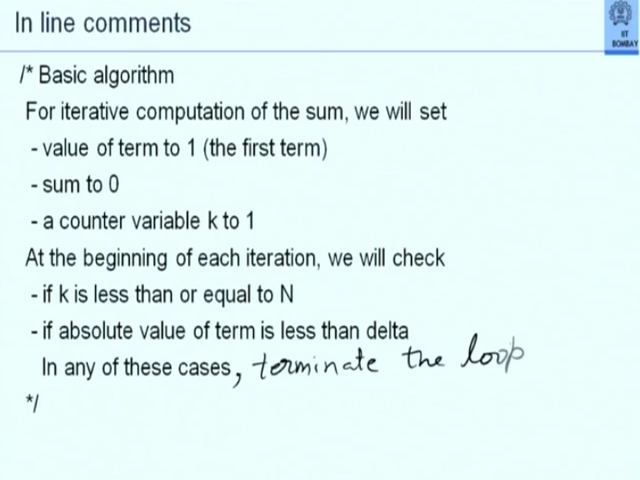 In line comments
IIT
BOMBAY
/* Basic algorithm
For iterative computation of the sum, we will set
- value of term to 1 (the first term)
- sum to 0
- a counter variable k to 1
At the beginning of each iteration, we will check
- if k is less than or equal to N
- if absolute value of term is less than delta
In any of these cases, terminate the loop
*/